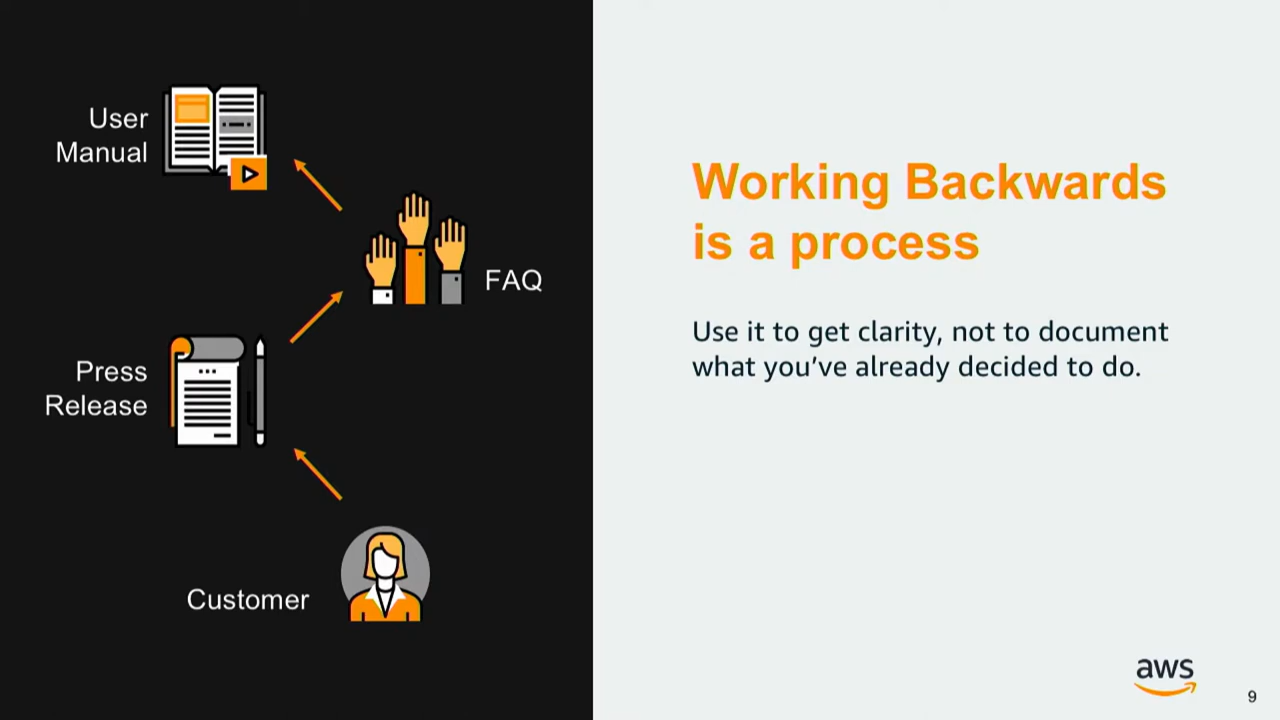 User
Manual
FAQ
Press
Release
Customer
Working Backwards
is a process
Use it to get clarity, not to document
what you’ve already decided to do.
aws
9